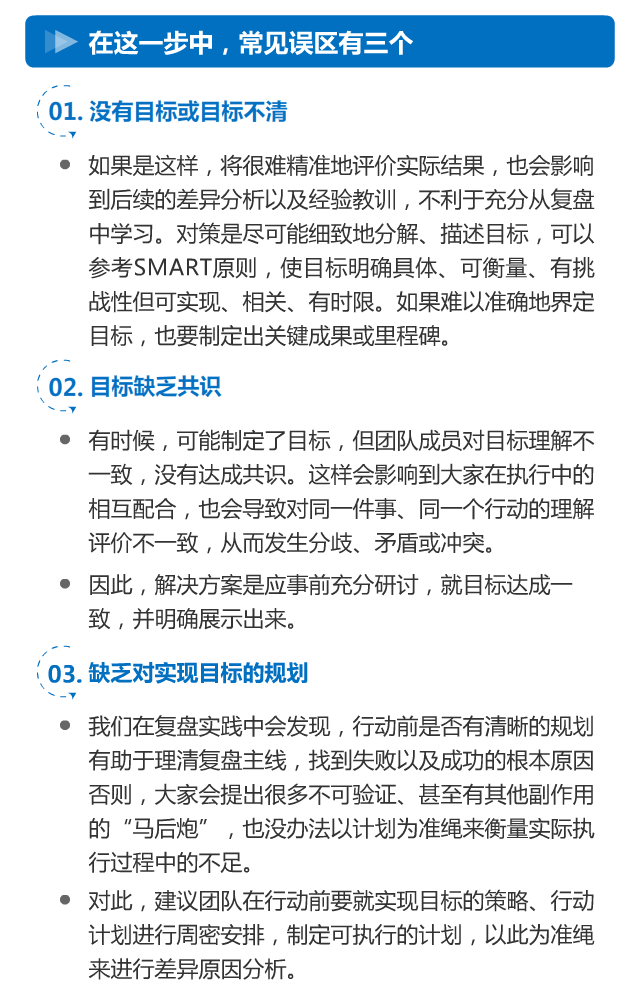 在这一步中，常见误区有三个
01. 没有目标或目标不清
● 如果是这样，将很难精准地评价实际结果，也会影响
到后续的差异分析以及经验教训，不利于充分从复盘
中学习。对策是尽可能细致地分解、描述目标，可以
参考SMART原则，使目标明确具体、可衡量、有挑
战性但可实现、相关、有时限。如果难以准确地界定
目标，也要制定出关键成果或里程碑。
02. 目标缺乏共识
● 有时候，可能制定了目标，但团队成员对目标理解不
一致，没有达成共识。这样会影响到大家在执行中的
相互配合，也会导致对同一件事、同一个行动的理解
评价不一致，从而发生分歧、矛盾或冲突。
● 因此，解决方案是应事前充分研讨，就目标达成一
致，并明确展示出来。
03. 缺乏对实现目标的规划
● 我们在复盘实践中会发现，行动前是否有清晰的规划
有助于理清复盘主线，找到失败以及成功的根本原因
否则，大家会提出很多不可验证、甚至有其他副作用
的“马后炮”，也没办法以计划为准绳来衡量实际执
行过程中的不足。
● 对此，建议团队在行动前要就实现目标的策略、行动
计划进行周密安排，制定可执行的计划，以此为准绳
来进行差异原因分析。